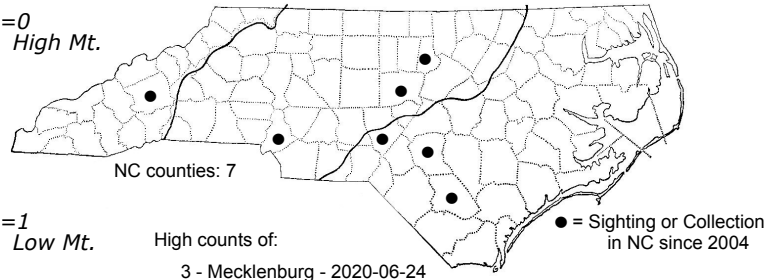 =0
High Mt.
NC counties: 7
=1
Low Mt.
High counts of:
3 - Mecklenburg - 2020-06-24
● = Sighting or Collection
in NC since 2004